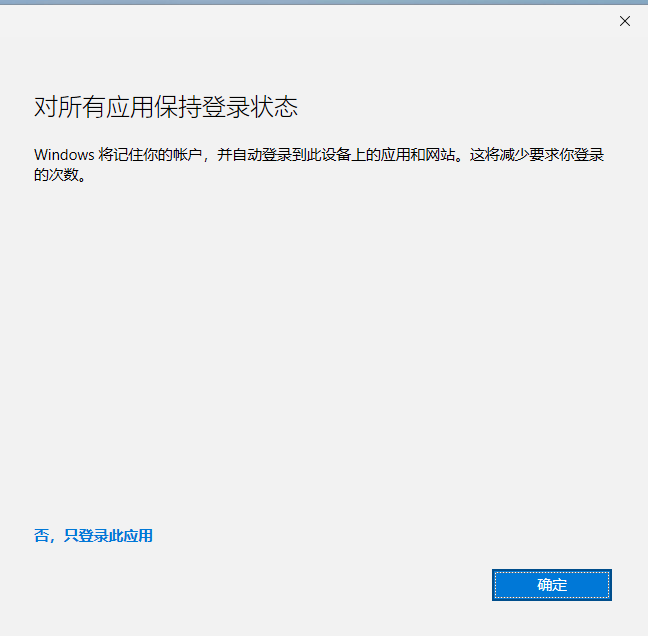 对所有应用保持登录状态
Windows 将记住你的帐户，并自动登录到此设备上的应用和网站。这将减少要求你登录
的次数。
否，只登录此应用
确定